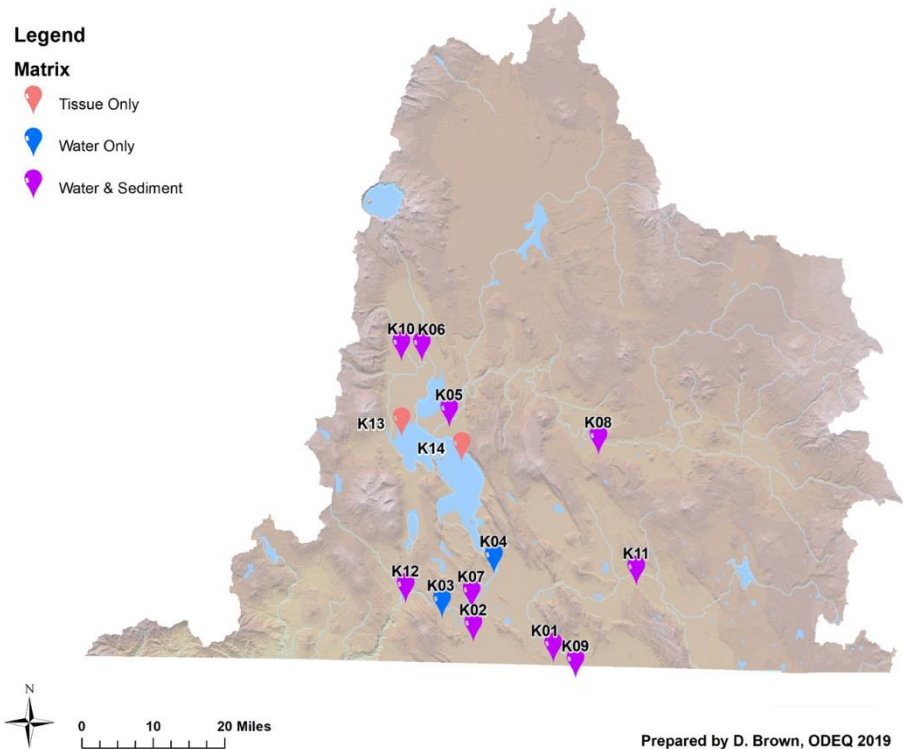 Legend
Matrix
Tissue Only
Water Only
Water & Sediment
K10 K06
K05
K13
K14
K08
K04
K11
K12
K07
K03
K02
K01
K09
N
0 10 20 Miles
Prepared by D. Brown, ODEQ 2019